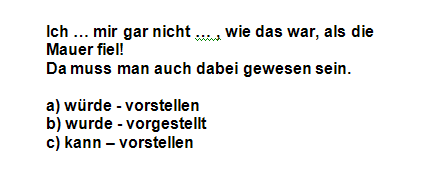 Ich … mir gar nicht … , wie das war, als die
Mauer fiel!
Da muss man auch dabei gewesen sein.
a) würde - vorstellen
b) wurde - vorgestellt
c) kann – vorstellen